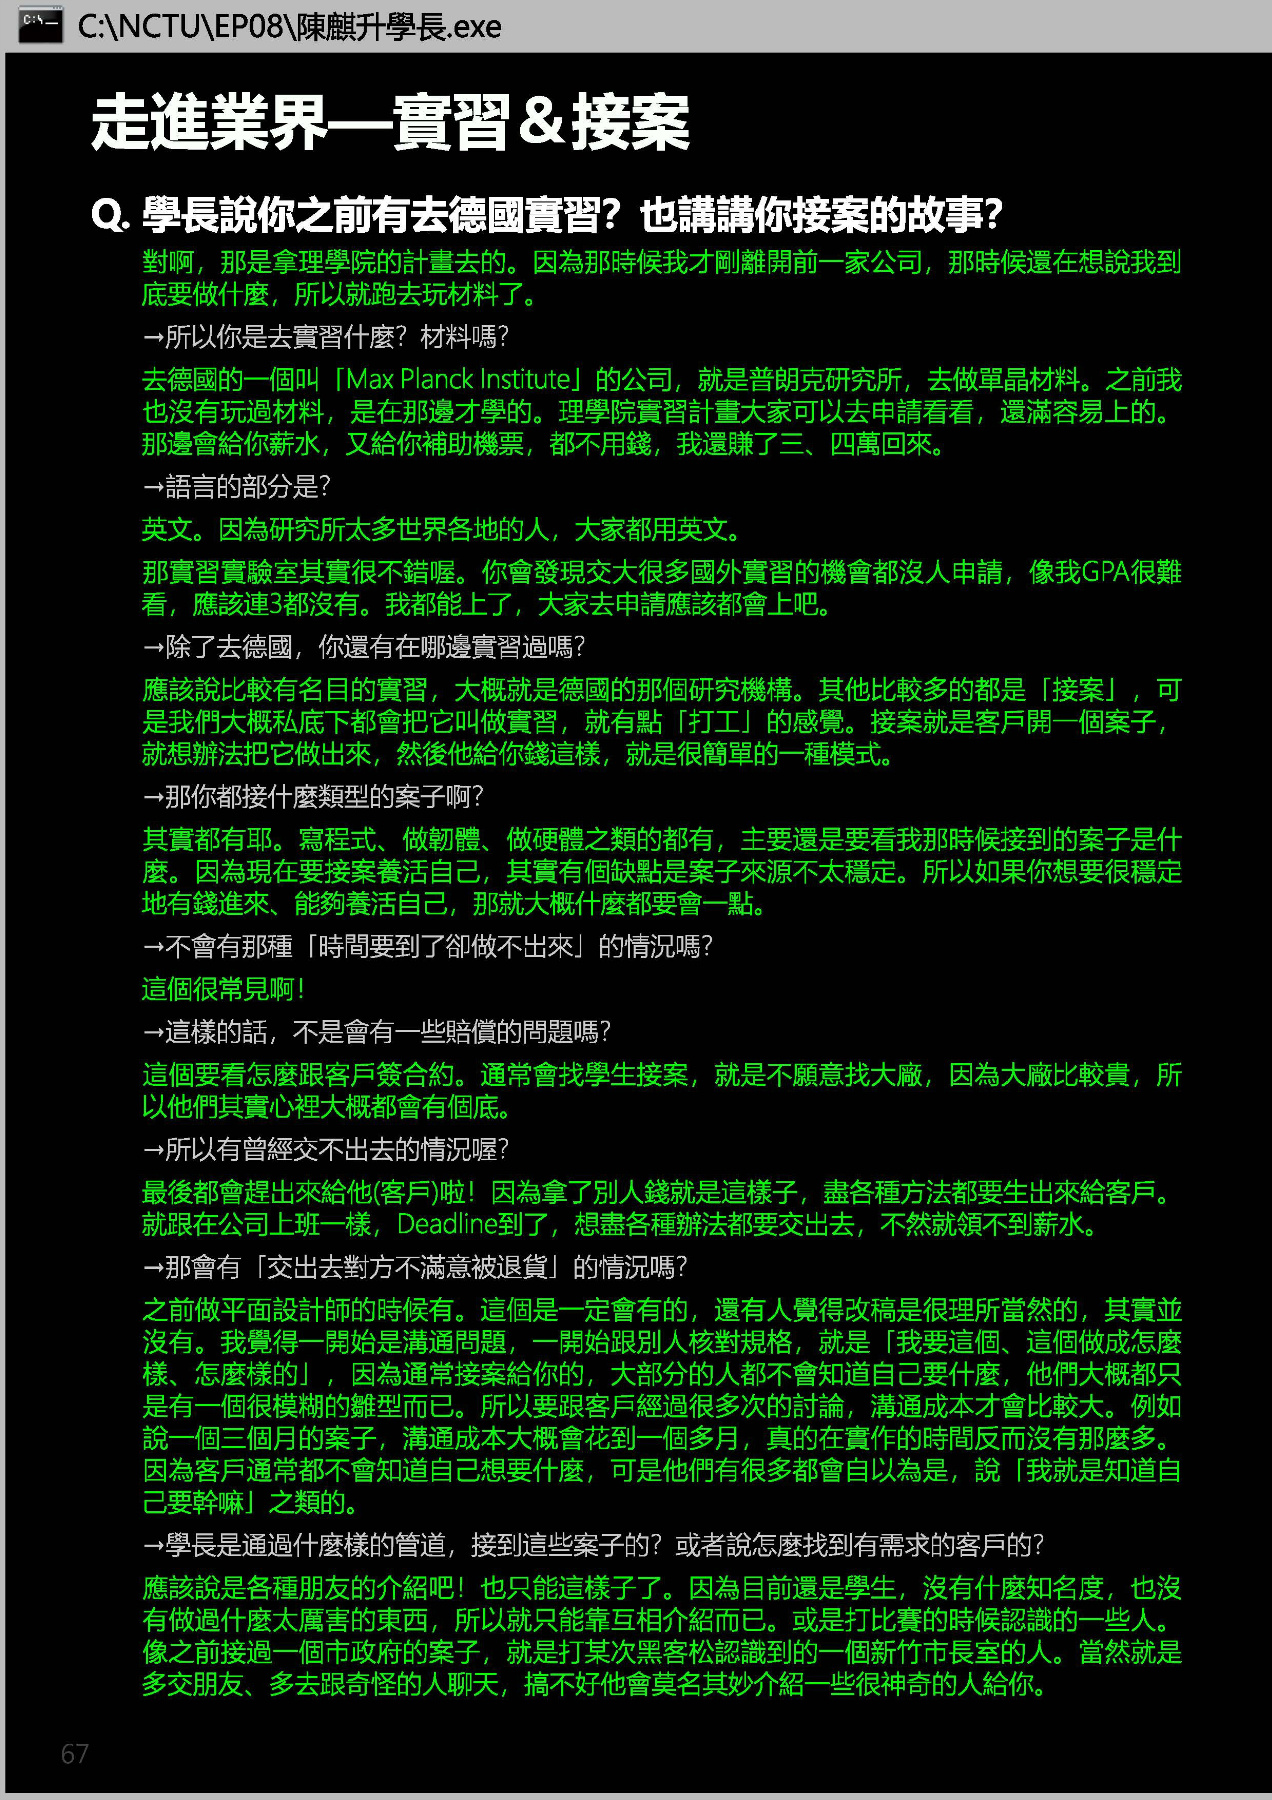 C:\NCTU\EP08\陳麒升學長.exe
走進業界—實習＆接案
Q. 學長說你之前有去德國實習？也講講你接案的故事？
對啊，那是拿理學院的計畫去的。因為那時候我才剛離開前一家公司，那時候還在想說我到
底要做什麼，所以就跑去玩材料了。
→所以你是去實習什麼？材料嗎？
去德國的一個叫「Max Planck Institute」的公司，就是普朗克研究所，去做單晶材料。之前我
也沒有玩過材料，是在那邊才學的。理學院實習計畫大家可以去申請看看，還滿容易上的。
那邊會給你薪水，又給你補助機票，都不用錢，我還賺了三、四萬回來。
→語言的部分是？
英文。因為研究所太多世界各地的人，大家都用英文。
那實習實驗室其實很不錯喔。你會發現交大很多國外實習的機會都沒人申請，像我GPA很難
看，應該連3都沒有。我都能上了，大家去申請應該都會上吧。
→除了去德國，你還有在哪邊實習過嗎？
應該說比較有名目的實習，大概就是德國的那個研究機構。其他比較多的都是「接案」，可
是我們大概私底下都會把它叫做實習，就有點「打工」的感覺。接案就是客戶開一個案子，
就想辦法把它做出來，然後他給你錢這樣，就是很簡單的一種模式。
→那你都接什麼類型的案子啊？
其實都有耶。寫程式、做韌體、做硬體之類的都有，主要還是要看我那時候接到的案子是什
麼。因為現在要接案養活自己，其實有個缺點是案子來源不太穩定。所以如果你想要很穩定
地有錢進來、能夠養活自己，那就大概什麼都要會一點。
→不會有那種「時間要到了卻做不出來」的情況嗎？
這個很常見啊！
→這樣的話，不是會有一些賠償的問題嗎？
這個要看怎麼跟客戶簽合約。通常會找學生接案，就是不願意找大廠，因為大廠比較貴，所
以他們其實心裡大概都會有個底。
→所以有曾經交不出去的情況喔？
最後都會趕出來給他(客戶)啦！因為拿了別人錢就是這樣子，盡各種方法都要生出來給客戶。
就跟在公司上班一樣，Deadline到了，想盡各種辦法都要交出去，不然就領不到薪水。
→那會有「交出去對方不滿意被退貨」的情況嗎？
之前做平面設計師的時候有。這個是一定會有的，還有人覺得改稿是很理所當然的，其實並
沒有。我覺得一開始是溝通問題，一開始跟別人核對規格，就是「我要這個、這個做成怎麼
樣、怎麼樣的」，因為通常接案給你的，大部分的人都不會知道自己要什麼，他們大概都只
是有一個很模糊的雛型而已。所以要跟客戶經過很多次的討論，溝通成本才會比較大。例如
說一個三個月的案子，溝通成本大概會花到一個多月，真的在實作的時間反而沒有那麼多。
因為客戶通常都不會知道自己想要什麼，可是他們有很多都會自以為是，說「我就是知道自
己要幹嘛」之類的。
→學長是通過什麼樣的管道，接到這些案子的？或者說怎麼找到有需求的客戶的？
應該說是各種朋友的介紹吧！也只能這樣子了。因為目前還是學生，沒有什麼知名度，也沒
有做過什麼太厲害的東西，所以就只能靠互相介紹而已。或是打比賽的時候認識的一些人。
像之前接過一個市政府的案子，就是打某次黑客松認識到的一個新竹市長室的人。當然就是
多交朋友、多去跟奇怪的人聊天，搞不好他會莫名其妙介紹一些很神奇的人給你。
67